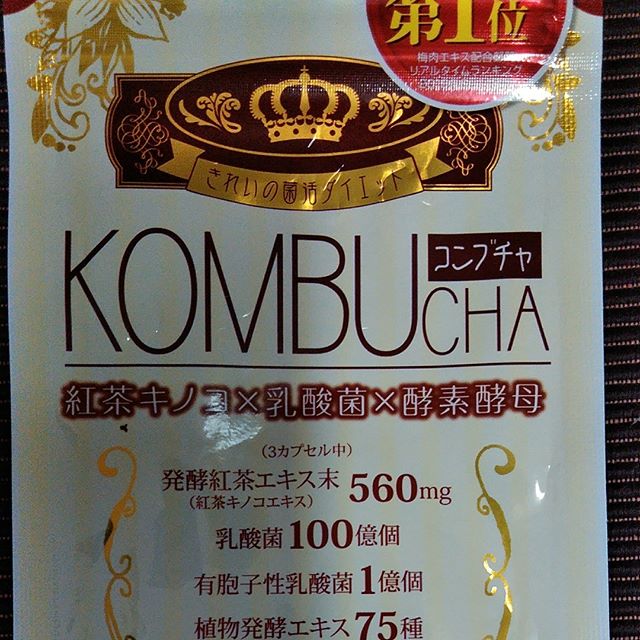 第1位
梅肉エキス配合
リアルタイムランキング
きれいの菌活ダイエット
KOMBUCHA
コンブチャ
紅茶キノコ×乳酸菌×酵素酵母
(3カプセル中)
発酵紅茶エキス末 560mg
(紅茶キノコエキス)
乳酸菌100億個
有胞子性乳酸菌1億個
植物発酵エキス75種